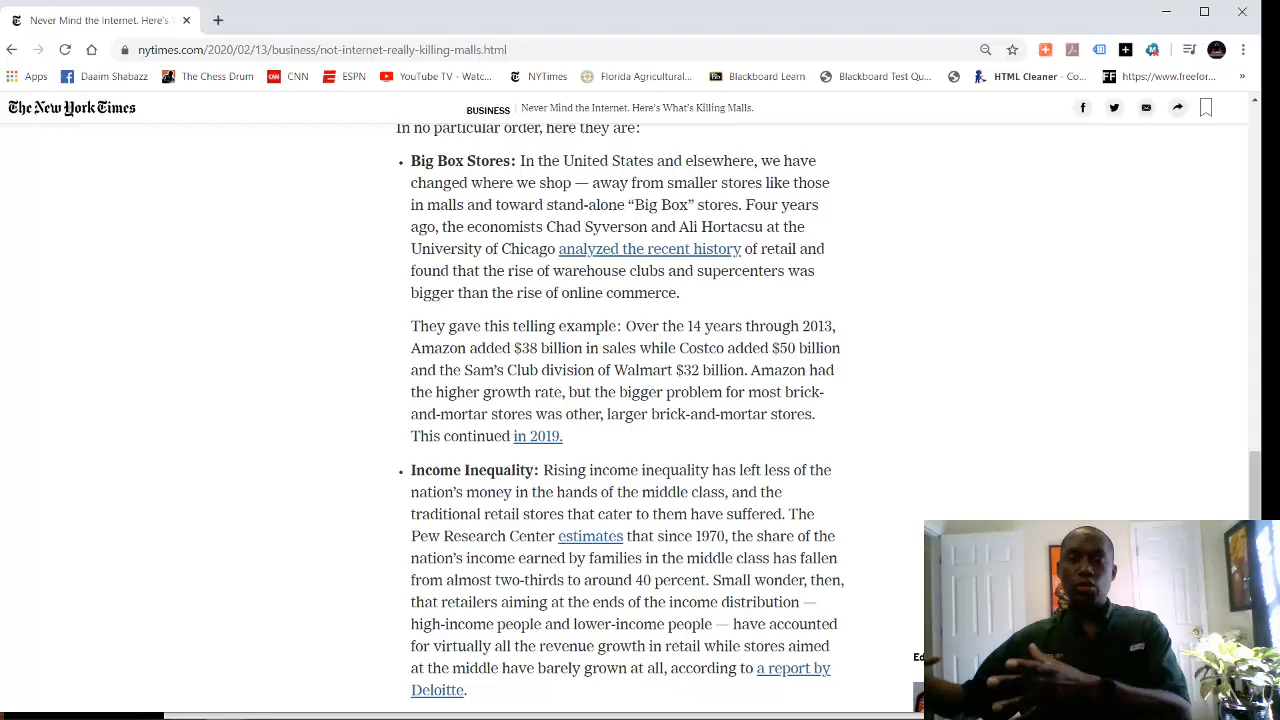 Never Mind the Internet. Here's
nytimes.com/2020/02/13/business/not-internet-really-killing-malls.html
Apps Daaim Shabazz The Chess Drum CNN ESPN YouTube TV - Watc... NYTimes Florida Agricultural... Blackboard Learn Blackboard Test Qu... HTML Cleaner - Co... https://www.freefor...
The New York Times BUSINESS Never Mind the Internet. Here's What's Killing Malls.
In no particular order, here they are:
• Big Box Stores: In the United States and elsewhere, we have
changed where we shop — away from smaller stores like those
in malls and toward stand-alone “Big Box” stores. Four years
ago, the economists Chad Syverson and Ali Hortacsu at the
University of Chicago analyzed the recent history of retail and
found that the rise of warehouse clubs and supercenters was
bigger than the rise of online commerce.
They gave this telling example: Over the 14 years through 2013,
Amazon added $38 billion in sales while Costco added $50 billion
and the Sam’s Club division of Walmart $32 billion. Amazon had
the higher growth rate, but the bigger problem for most brick-
and-mortar stores was other, larger brick-and-mortar stores.
This continued in 2019.
• Income Inequality: Rising income inequality has left less of the
nation’s money in the hands of the middle class, and the
traditional retail stores that cater to them have suffered. The
Pew Research Center estimates that since 1970, the share of the
nation’s income earned by families in the middle class has fallen
from almost two-thirds to around 40 percent. Small wonder, then,
that retailers aiming at the ends of the income distribution —
high-income people and lower-income people — have accounted
for virtually all the revenue growth in retail while stores aimed
at the middle have barely grown at all, according to a report by
Deloitte.
Ed